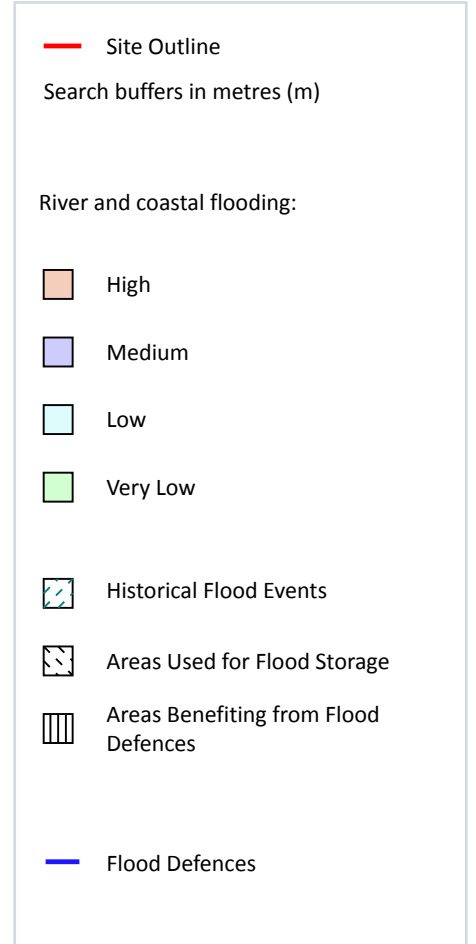 Site Outline
Search buffers in metres (m)
River and coastal flooding:
High
Medium
Low
Very Low
Historical Flood Events
Areas Used for Flood Storage
Areas Benefiting from Flood
Defences
Flood Defences